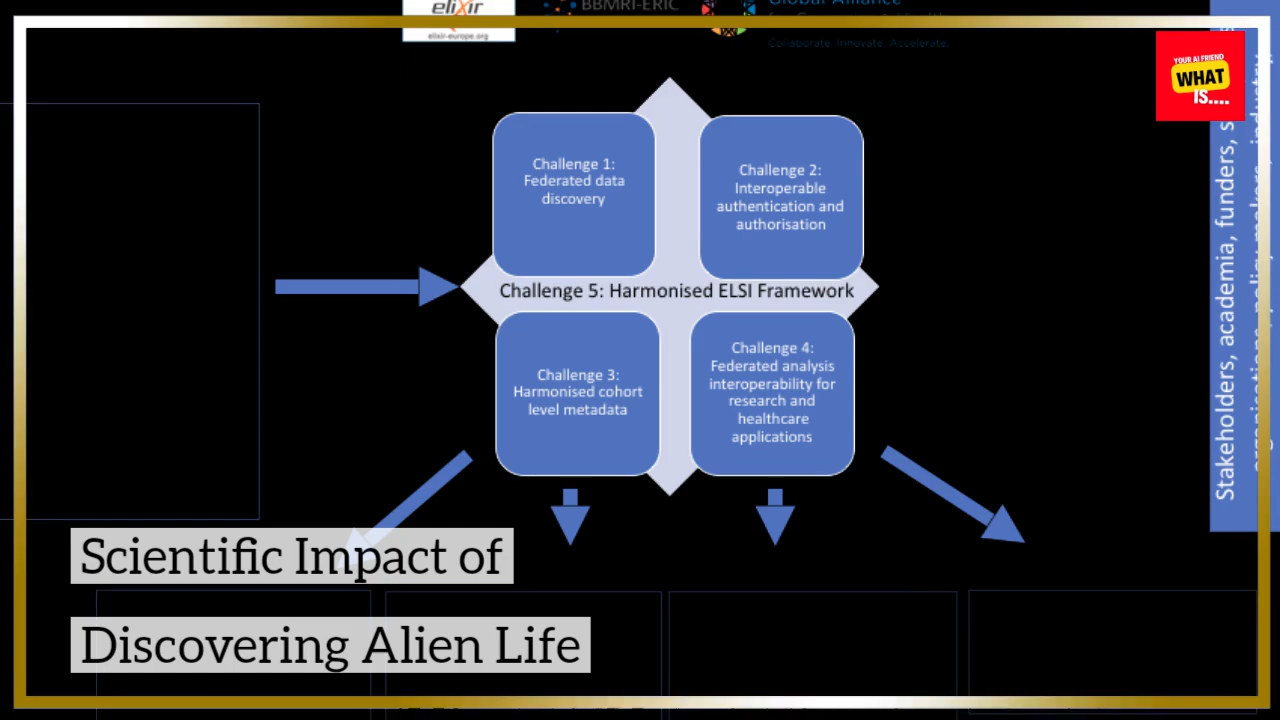 elixir
elixir-europe.org
BBMRI-ERIC
Global Alliance
Collaborate. Innovate. Accelerate.
YOUR AI FRIEND
WHAT
IS....
Challenge 1:
Federated data
discovery
Challenge 2:
Interoperable
authentication and
authorisation
Challenge 5: Harmonised ELSI Framework
Challenge 3:
Harmonised cohort
level metadata
Challenge 4:
Federated analysis
interoperability for
research and
healthcare
applications
Stakeholders, academia, funders,
Scientific Impact of
Discovering Alien Life